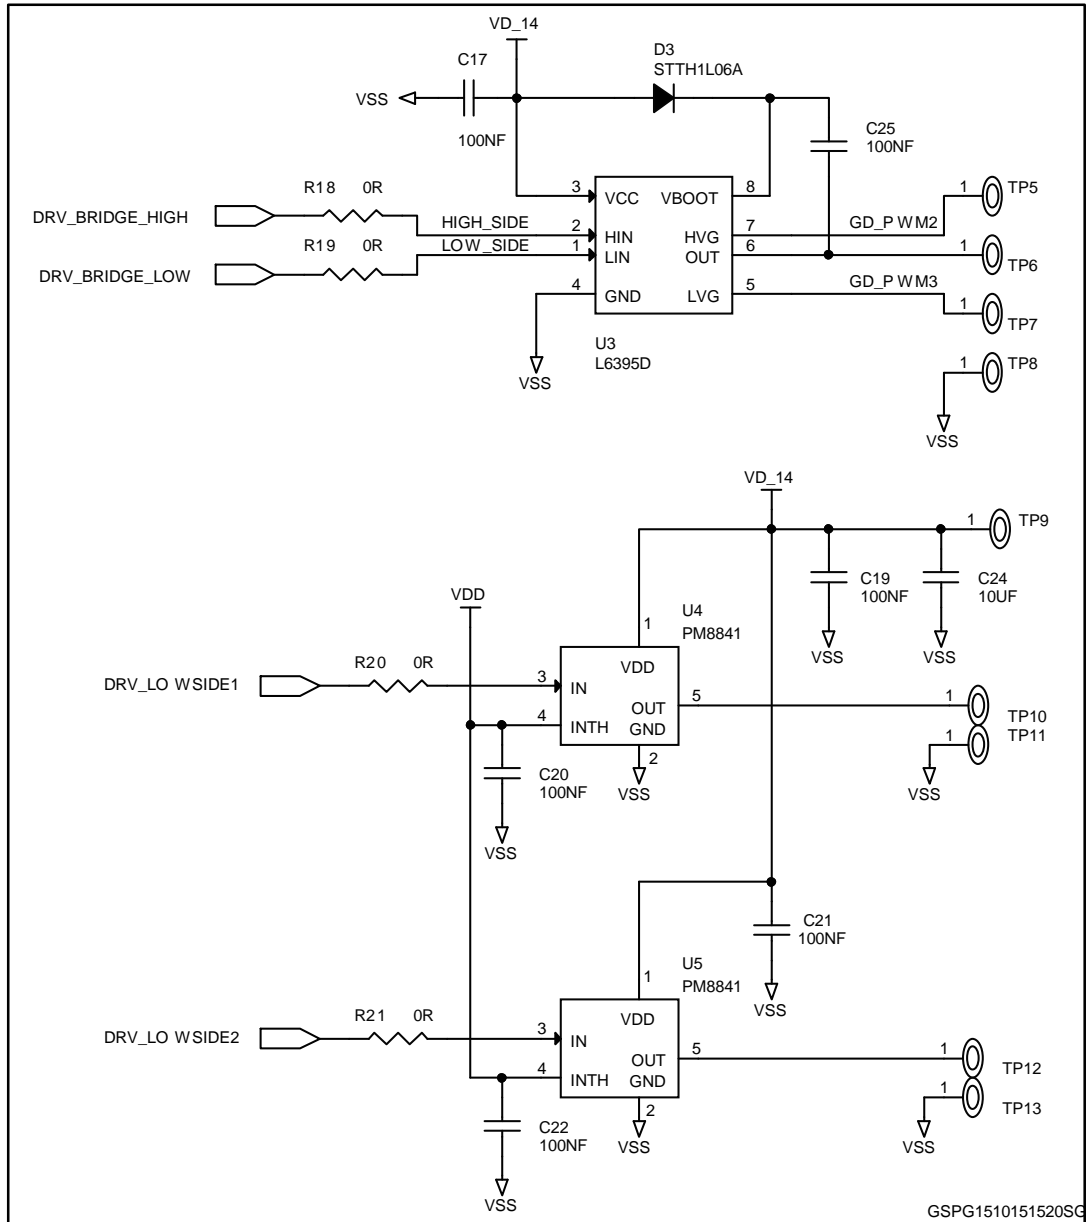 VD_14
C17
VSS
100NF
D3
STTH1L06A
C25
100NF
R18 0R
DRV_BRIDGE_HIGH
HIGH_SIDE
R19 0R
LOW_SIDE
DRV_BRIDGE_LOW
3 VCC
VBOOT 8
2 HIN
HVG 7
1 LIN
OUT 6
4 GND
LVG 5
U3
L6395D
VSS
GD_PWM2
GD_PWM3
1 TP5
1 TP6
1 TP7
1 TP8
VSS
VD_14
1 TP9
C19
100NF
VSS
C24
10UF
VSS
VDD
U4
PM8841
1
VDD
DRV_LOWSIDE1
R20 0R
3 IN
OUT 5
4 INTH
GND
2
VSS
C20
100NF
VSS
1 TP10
1 TP11
VSS
C21
100NF
VSS
U5
PM8841
1
VDD
DRV_LOWSIDE2
R21 0R
3 IN
OUT 5
4 INTH
GND
2
VSS
C22
100NF
VSS
1 TP12
1 TP13
VSS
GSPG1510151520SG